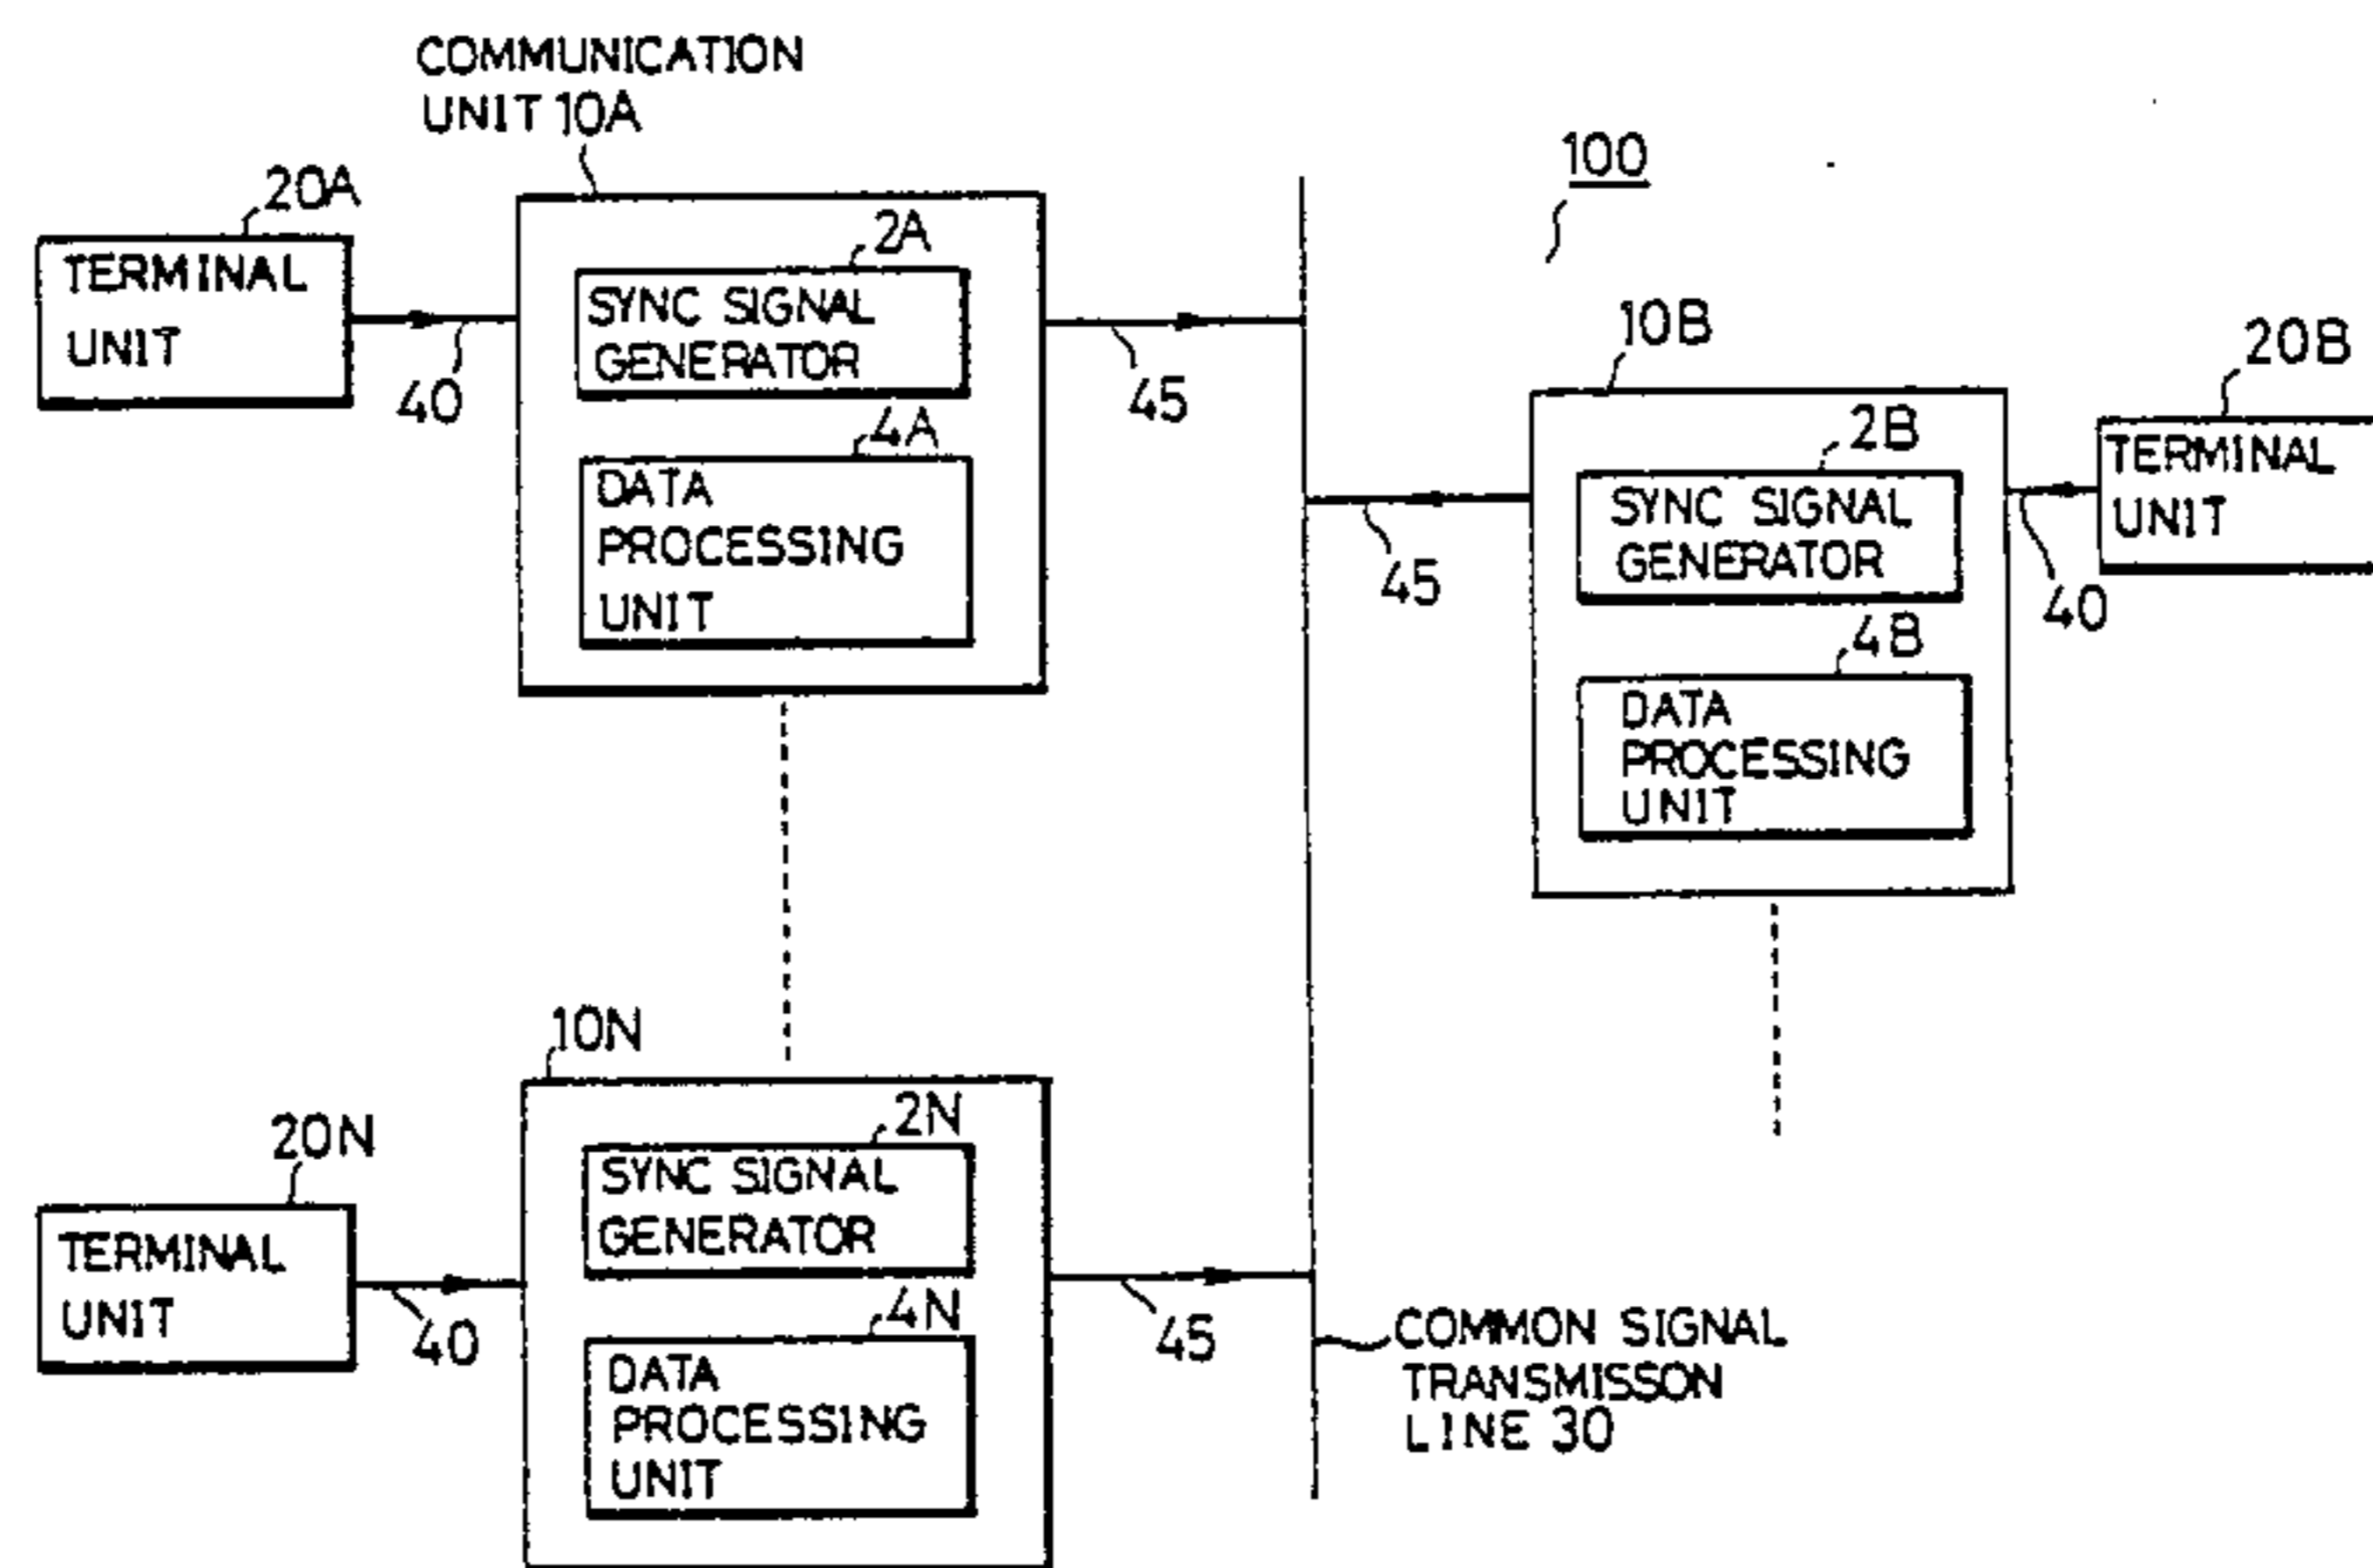 COMMUNICATION
UNIT 10A
100
20A
TERMINAL
UNIT
40
2A
SYNC SIGNAL
GENERATOR
4A
DATA
PROCESSING
UNIT
45
10B
20B
2B
SYNC SIGNAL
GENERATOR
45
4B
DATA
PROCESSING
UNIT
40
TERMINAL
UNIT
10N
20N
TERMINAL
UNIT
40
2N
SYNC SIGNAL
GENERATOR
4N
DATA
PROCESSING
UNIT
45
COMMON SIGNAL
TRANSMISSON
LINE 30